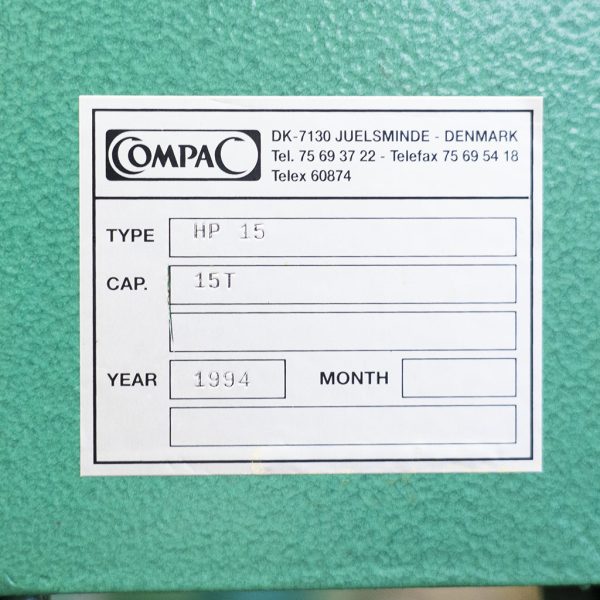 COMPAC
DK-7130 JUELSMINDE - DENMARK
Tel. 75 69 37 22 - Telefax 75 69 54 18
Telex 60874
TYPE HP 15
CAP. 15T
YEAR 1994 MONTH